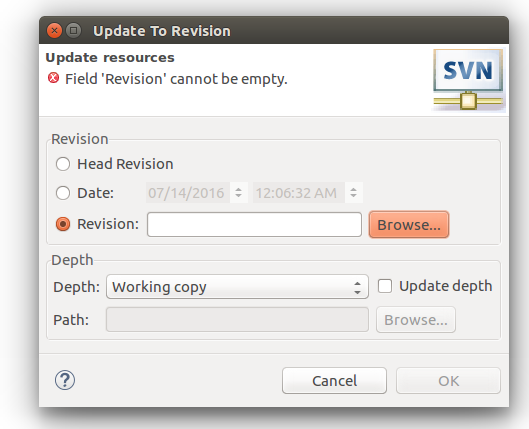 Update To Revision
Update resources
Field 'Revision' cannot be empty.
SVN
Revision
Head Revision
Date: 07/14/2016 12:06:32 AM
Revision: Browse...
Depth
Depth: Working copy Update depth
Path: Browse...
? Cancel OK